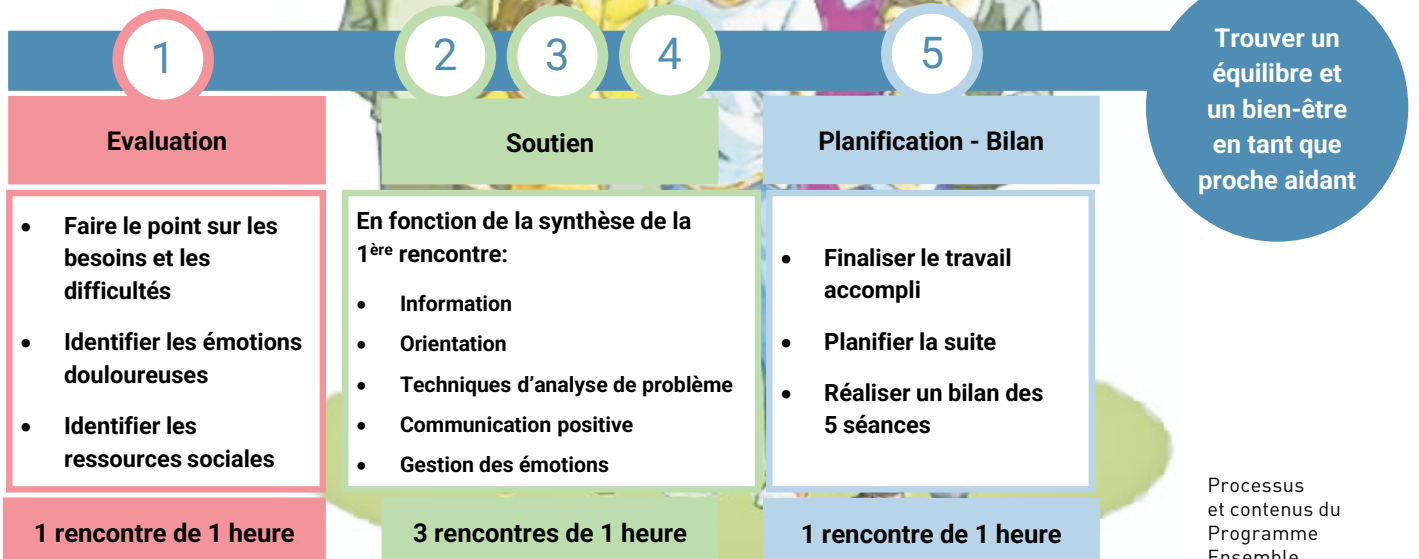 1
2
3
4
5
Trouver un
équilibre et
un bien-être
en tant que
proche aidant
Evaluation
Soutien
Planification - Bilan
• Faire le point sur les
besoins et les
difficultés
• Identifier les émotions
douloureuses
• Identifier les
ressources sociales
En fonction de la synthèse de la
1ère rencontre:
• Information
• Orientation
• Techniques d’analyse de problème
• Communication positive
• Gestion des émotions
• Finaliser le travail
accompli
• Planifier la suite
• Réaliser un bilan des
5 séances
1 rencontre de 1 heure
3 rencontres de 1 heure
1 rencontre de 1 heure
Processus
et contenus du
Programme
Ensemble